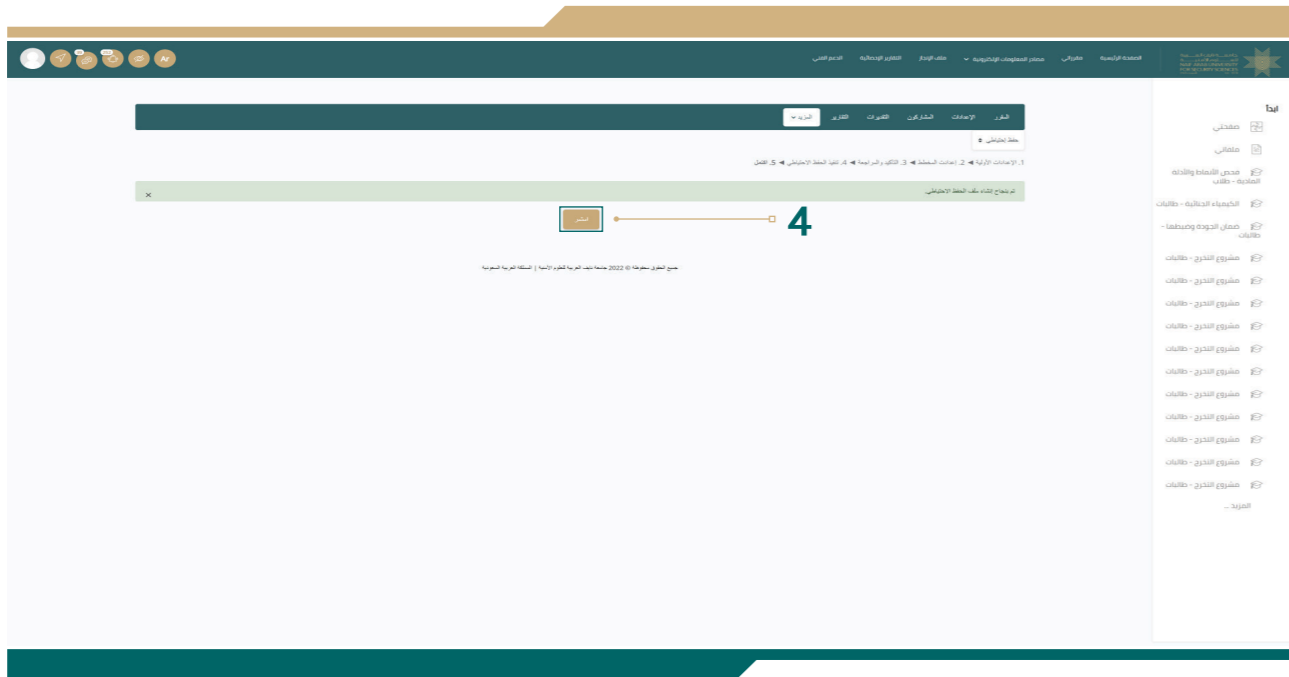 الصفحة الرئيسية
مقرراتي
مصادر المعلومات الإلكترونية
ملف الإنجاز
التقارير الإحصائية
الدعم الفني
Ar
المقرر
الإعدادات
المشاركون
التقديرات
التقارير
المزيد
حفظ إحتياطي
1. الإعدادات الأولية ◄ 2. إعدادت المخطط ◄ 3. التأكيد والمراجعة ◄ 4. تنفيذ الحفظ الاحتياطي ◄ 5. اكتمل
تم بنجاح إنشاء ملف الحفظ الاحتياطي.
×
استمر
4
جميع الحقوق محفوظة © 2022 جامعة نايف العربية للعلوم الأمنية | المملكة العربية السعودية
ابدأ
صفحتي
ملفاتي
فحص الأنماط والأدلة
المادية - طلاب
الكيمياء الجنائية - طالبات
ضمان الجودة وضبطها -
طالبات
مشروع التخرج - طالبات
مشروع التخرج - طالبات
مشروع التخرج - طالبات
مشروع التخرج - طالبات
مشروع التخرج - طالبات
مشروع التخرج - طالبات
مشروع التخرج - طالبات
مشروع التخرج - طالبات
مشروع التخرج - طالبات
مشروع التخرج - طالبات
مشروع التخرج - طالبات
المزيد ...